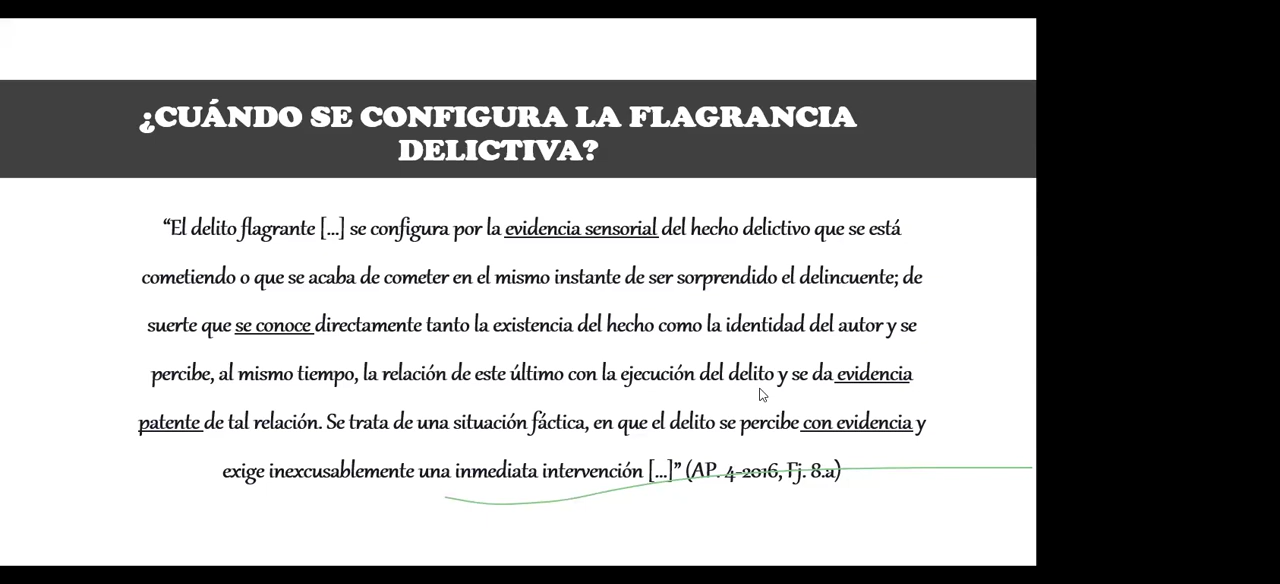 ¿CUÁNDO SE CONFIGURA LA FLAGRANCIA
DELICTIVA?
“El delito flagrante [...] se configura por la evidencia sensorial del hecho delictivo que se está
cometiendo o que se acaba de cometer en el mismo instante de ser sorprendido el delincuente; de
suerte que se conoce directamente tanto la existencia del hecho como la identidad del autor y se
percibe, al mismo tiempo, la relación de este último con la ejecución del delito y se da evidencia
patente de tal relación. Se trata de una situación fáctica, en que el delito se percibe con evidencia y
exige inexcusablemente una inmediata intervención [...]” (AP. 4-2016, Fj. 8.a)